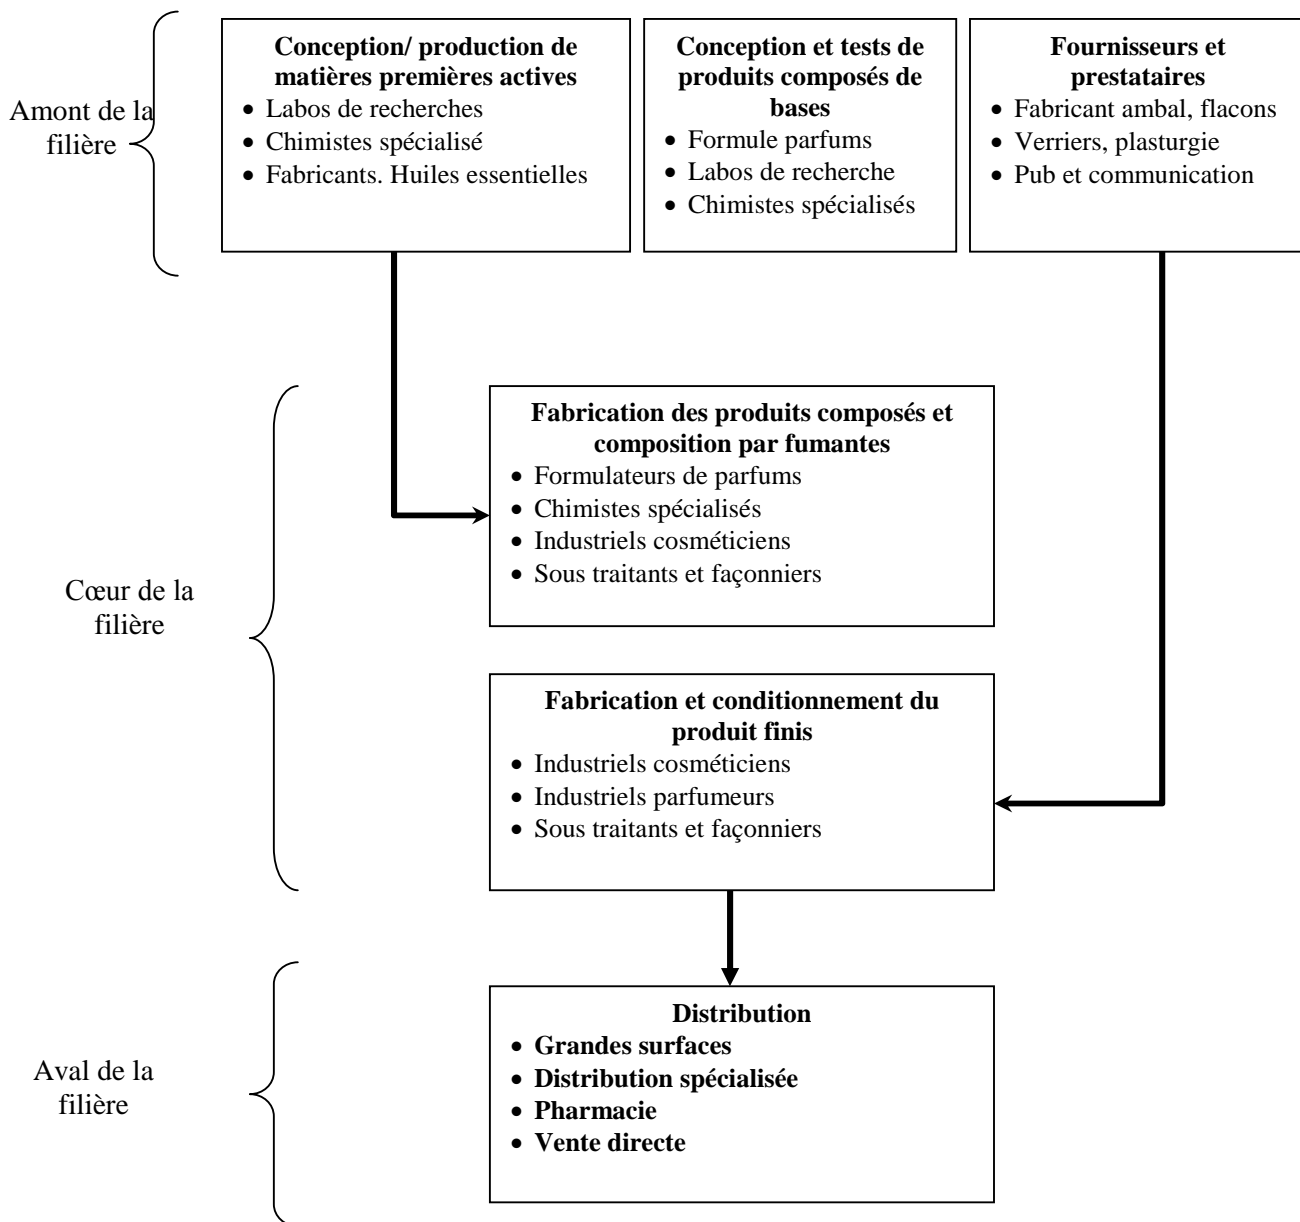 Amont de la
filière
Conception/ production de
matières premières actives
• Labos de recherches
• Chimistes spécialisé
• Fabricants. Huiles essentielles
Conception et tests de
produits composés de
bases
• Formule parfums
• Labos de recherche
• Chimistes spécialisés
Fournisseurs et
prestataires
• Fabricant ambal, flacons
• Verriers, plasturgie
• Pub et communication
Cœur de la
filière
Fabrication des produits composés et
composition par fumantes
• Formulateurs de parfums
• Chimistes spécialisés
• Industriels cosméticiens
• Sous traitants et façonniers
Fabrication et conditionnement du
produit finis
• Industriels cosméticiens
• Industriels parfumeurs
• Sous traitants et façonniers
Aval de la
filière
Distribution
• Grandes surfaces
• Distribution spécialisée
• Pharmacie
• Vente directe